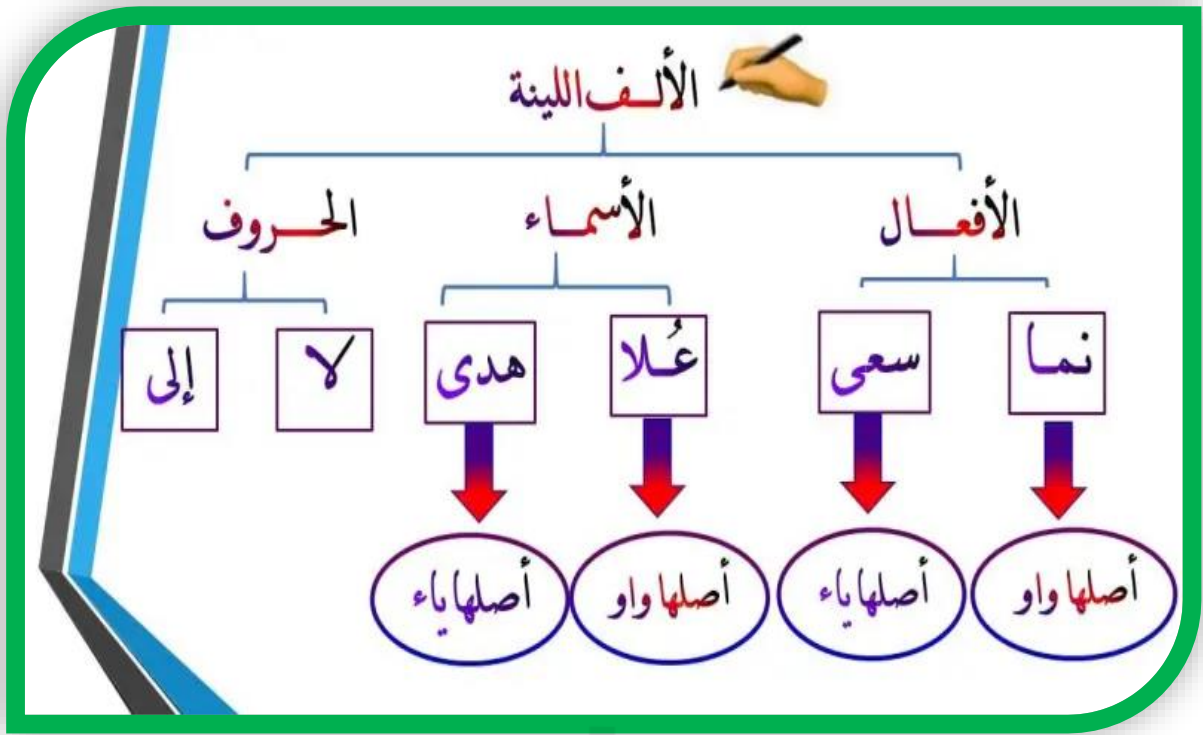 الألف اللينة
الأفعال الأسماء الحروف
نما سعى عُلا هدى لا إلى
أصلها واو أصلها ياء أصلها واو أصلها ياء